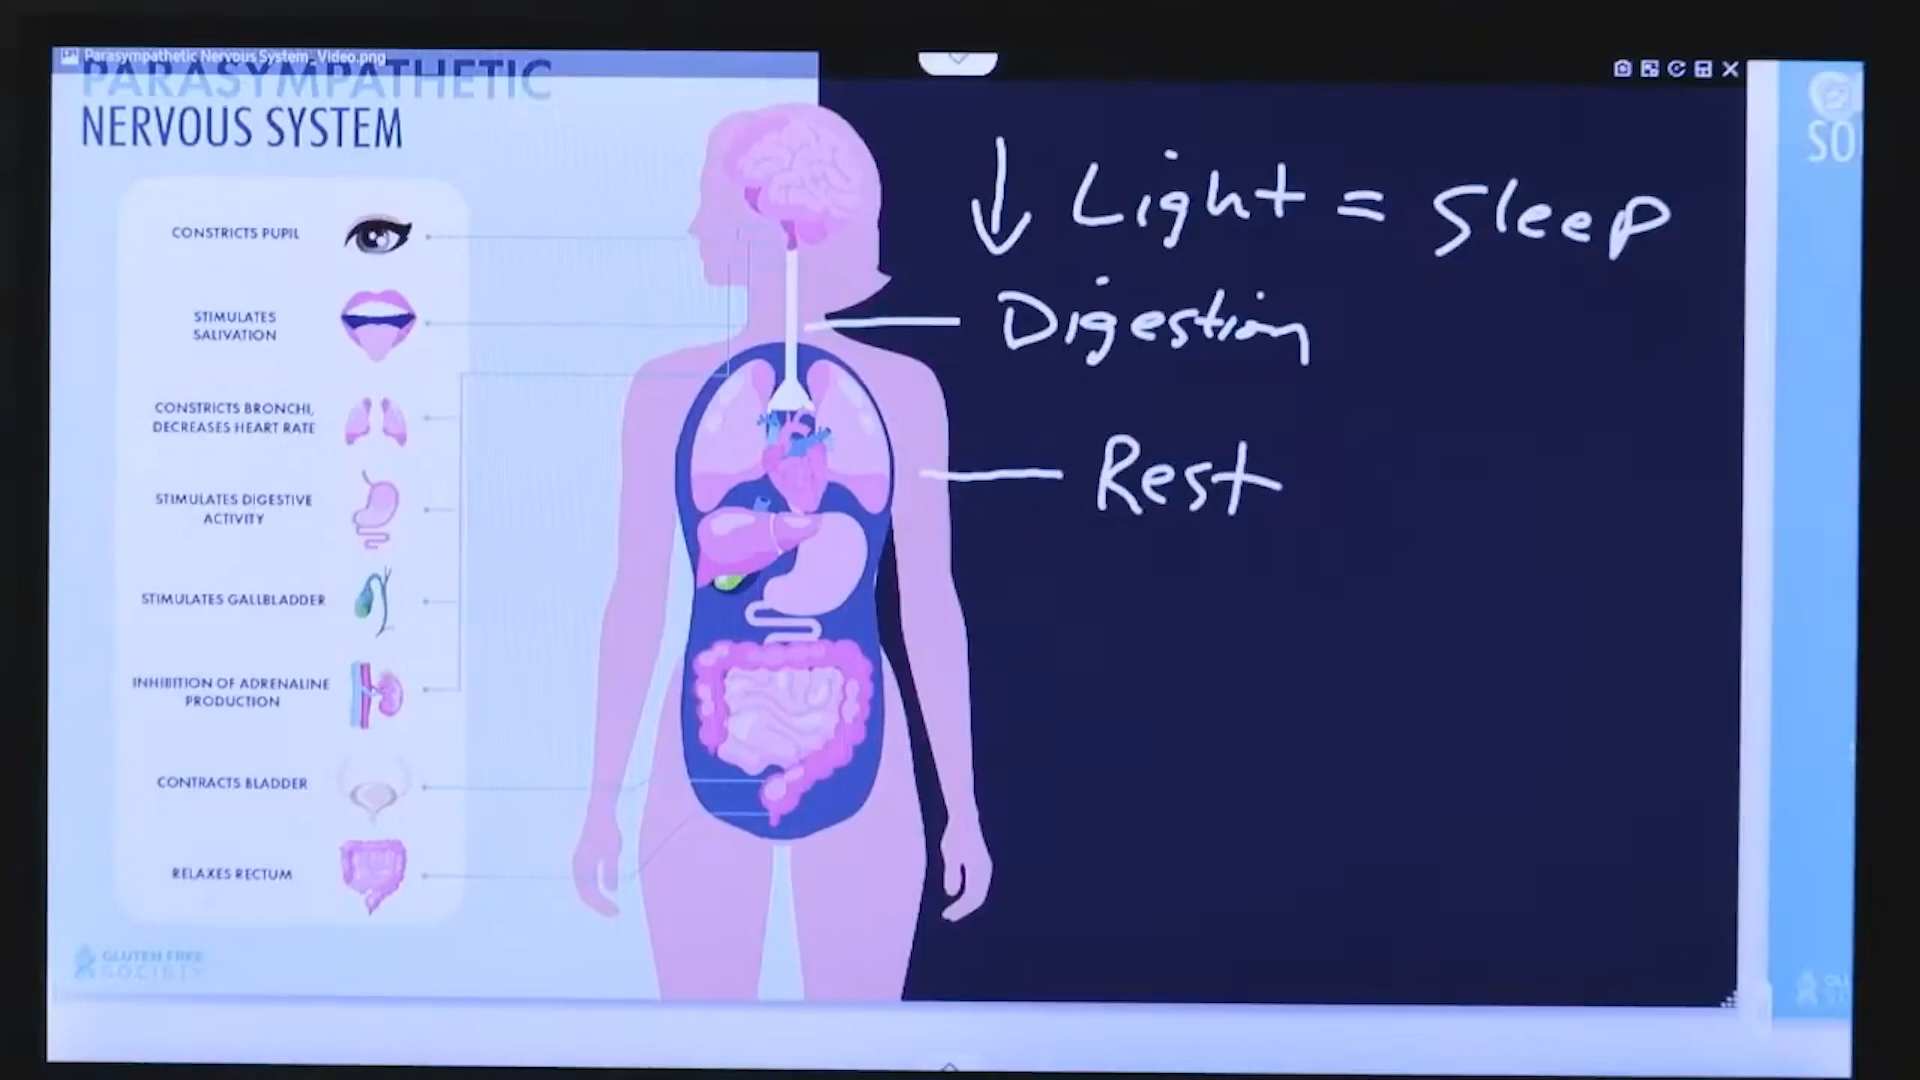 Parasympathetic Nervous System_Video.png
PARASYMPATHETIC
NERVOUS SYSTEM
CONSTRICTS PUPIL
STIMULATES
SALIVATION
CONSTRICTS BRONCHI,
DECREASES HEART RATE
STIMULATES DIGESTIVE
ACTIVITY
STIMULATES GALLBLADDER
INHIBITION OF ADRENALINE
PRODUCTION
CONTRACTS BLADDER
RELAXES RECTUM
GLUTEN FREE
SOCIETY
↓ Light = Sleep
Digestion
Rest
SO